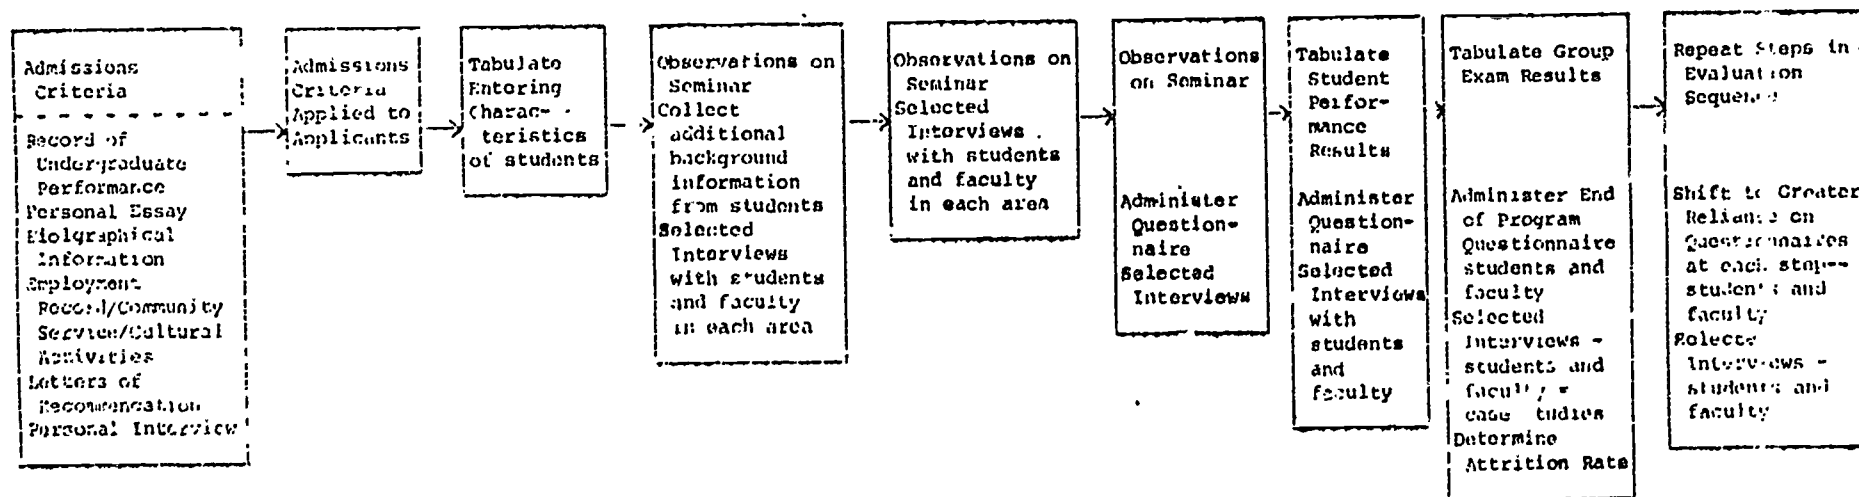 Admissions
Criteria
Record of
Undergraduate
Performance
Personal Essay
Biolgraphical
Information
Employment
Record/Community
Service/Cultural
Activities
Letters of
Recommendation
Personal Interview
Admissions
Criteria
Applied to
Applicants
Tabulate
Entering
Charac-
teristics
of students
Observations on
Seminar
Collect
additional
background
information
from students
Selected
Interviews
with students
and faculty
in each area
Observations on
Seminar
Selected
Interviews
with students
and faculty
in each area
Observations
on Seminar
Administer
Question-
naire
Selected
Interviews
Tabulate
Student
Perfor-
mance
Results
Administer
Question-
naire
Selected
Interviews
with
students
and
faculty
Tabulate Group
Exam Results
Administer End
of Program
Questionnaire
students and
faculty
Selected
Interviews -
students and
faculty -
case studies
Determine
Attrition Rate
Repeat Steps in
Evaluation
Sequence
Shift to Greater
Reliance on
Questionnaires
at each step--
students and
faculty
Interviews -
students and
faculty